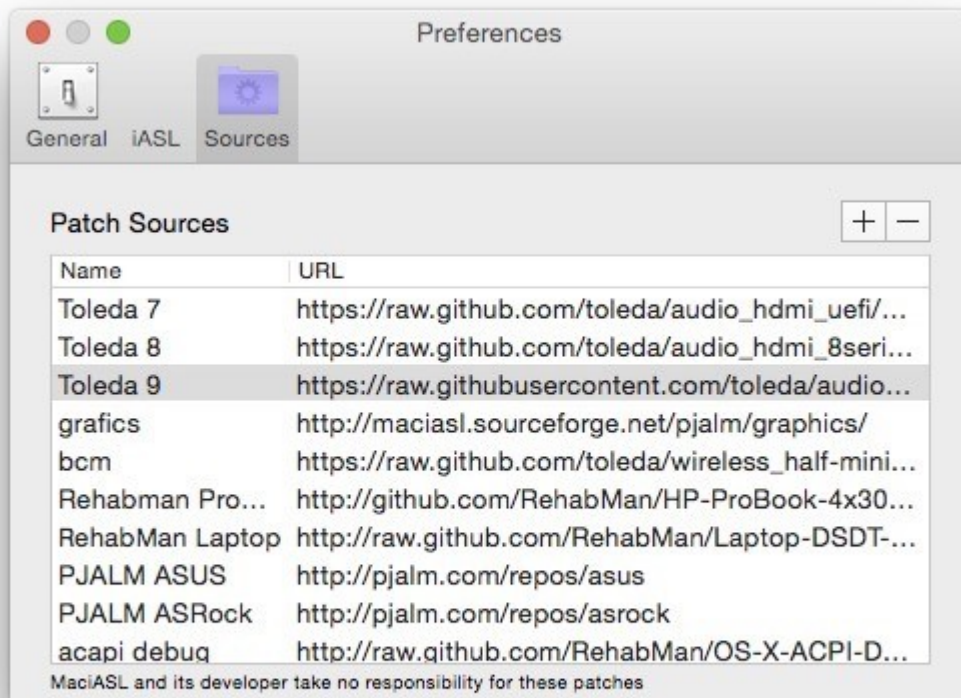 Preferences
General iASL Sources
Patch Sources + −
Name URL
Toleda 7 https://raw.github.com/toleda/audio_hdmi_uefi/...
Toleda 8 https://raw.github.com/toleda/audio_hdmi_8seri...
Toleda 9 https://raw.githubusercontent.com/toleda/audio...
grafics http://maciasl.sourceforge.net/pjalm/graphics/
bcm https://raw.github.com/toleda/wireless_half-mini...
Rehabman Pro... http://github.com/RehabMan/HP-ProBook-4x30...
RehabMan Laptop http://raw.github.com/RehabMan/Laptop-DSDT-...
PJALM ASUS http://pjalm.com/repos/asus
PJALM ASRock http://pjalm.com/repos/asrock
acapi debug http://raw.github.com/RehabMan/OS-X-ACPI-D...
MaciASL and its developer take no responsibility for these patches